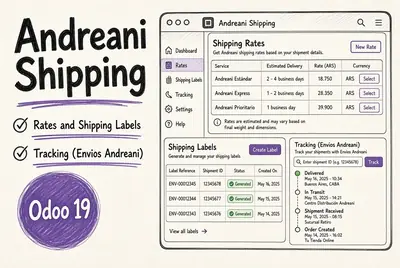 Andreani
Shipping
Rates and Shipping Labels
Tracking (Envios Andreani)
Odoo 19
Andreani Shipping
Dashboard
Rates
Shipping Labels
Tracking
Settings
Help
Shipping Rates
Get Andreani shipping rates based on your shipment details.
New Rate
Service Estimated Delivery Rate (ARS) Currency
Andreani Estándar 2 - 4 business days 18.750 ARS Select
Andreani Express 1 - 2 business days 28.350 ARS Select
Andreani Prioritario 1 business day 39.900 ARS Select
Rates are estimated and may vary based on
final weight and dimensions.
Shipping Labels
Generate and manage your shipping labels.
Create Label
Label Reference Shipment ID Status Created On
ENV-00012345 12345678 Generated May 16, 2025
ENV-00012344 12345677 Generated May 15, 2025
ENV-00012343 12345676 Generated May 14, 2025
View all labels →
Tracking (Envios Andreani)
Track your shipments with Envios Andreani.
Enter shipment ID (e.g. 12345678)
Track
Delivered
May 16, 2025 - 10:34
Buenos Aires, CABA
In Transit
May 15, 2025 - 14:21
Centro Distribución Andreani
Shipment Received
May 15, 2025 - 08:15
Sucursal Retiro
Order Created
May 14, 2025 - 16:02
Tu Tienda Online